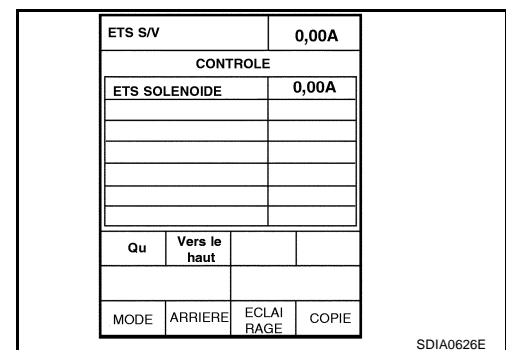 ETS S/V 0,00A
CONTROLE
ETS SOLENOIDE 0,00A
Qu Vers le
haut
MODE ARRIERE ECLAI
RAGE COPIE
SDIA0626E